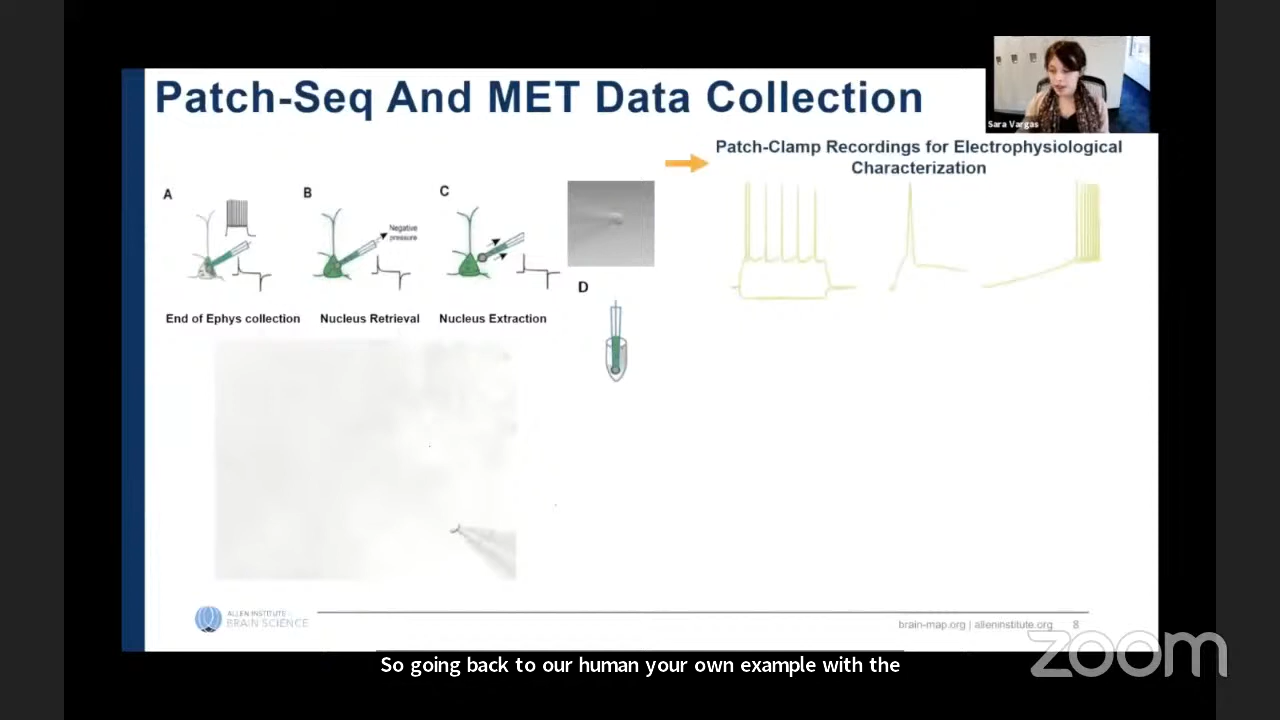 Patch-Seq And MET Data Collection
Sara Vargas
Patch-Clamp Recordings for Electrophysiological
Characterization
A
B
C
Negative
pressure
D
End of Ephys collection
Nucleus Retrieval
Nucleus Extraction
ALLEN INSTITUTE for
BRAIN SCIENCE
brain-map.org | alleninstitute.org
8
zoom
So going back to our human your own example with the